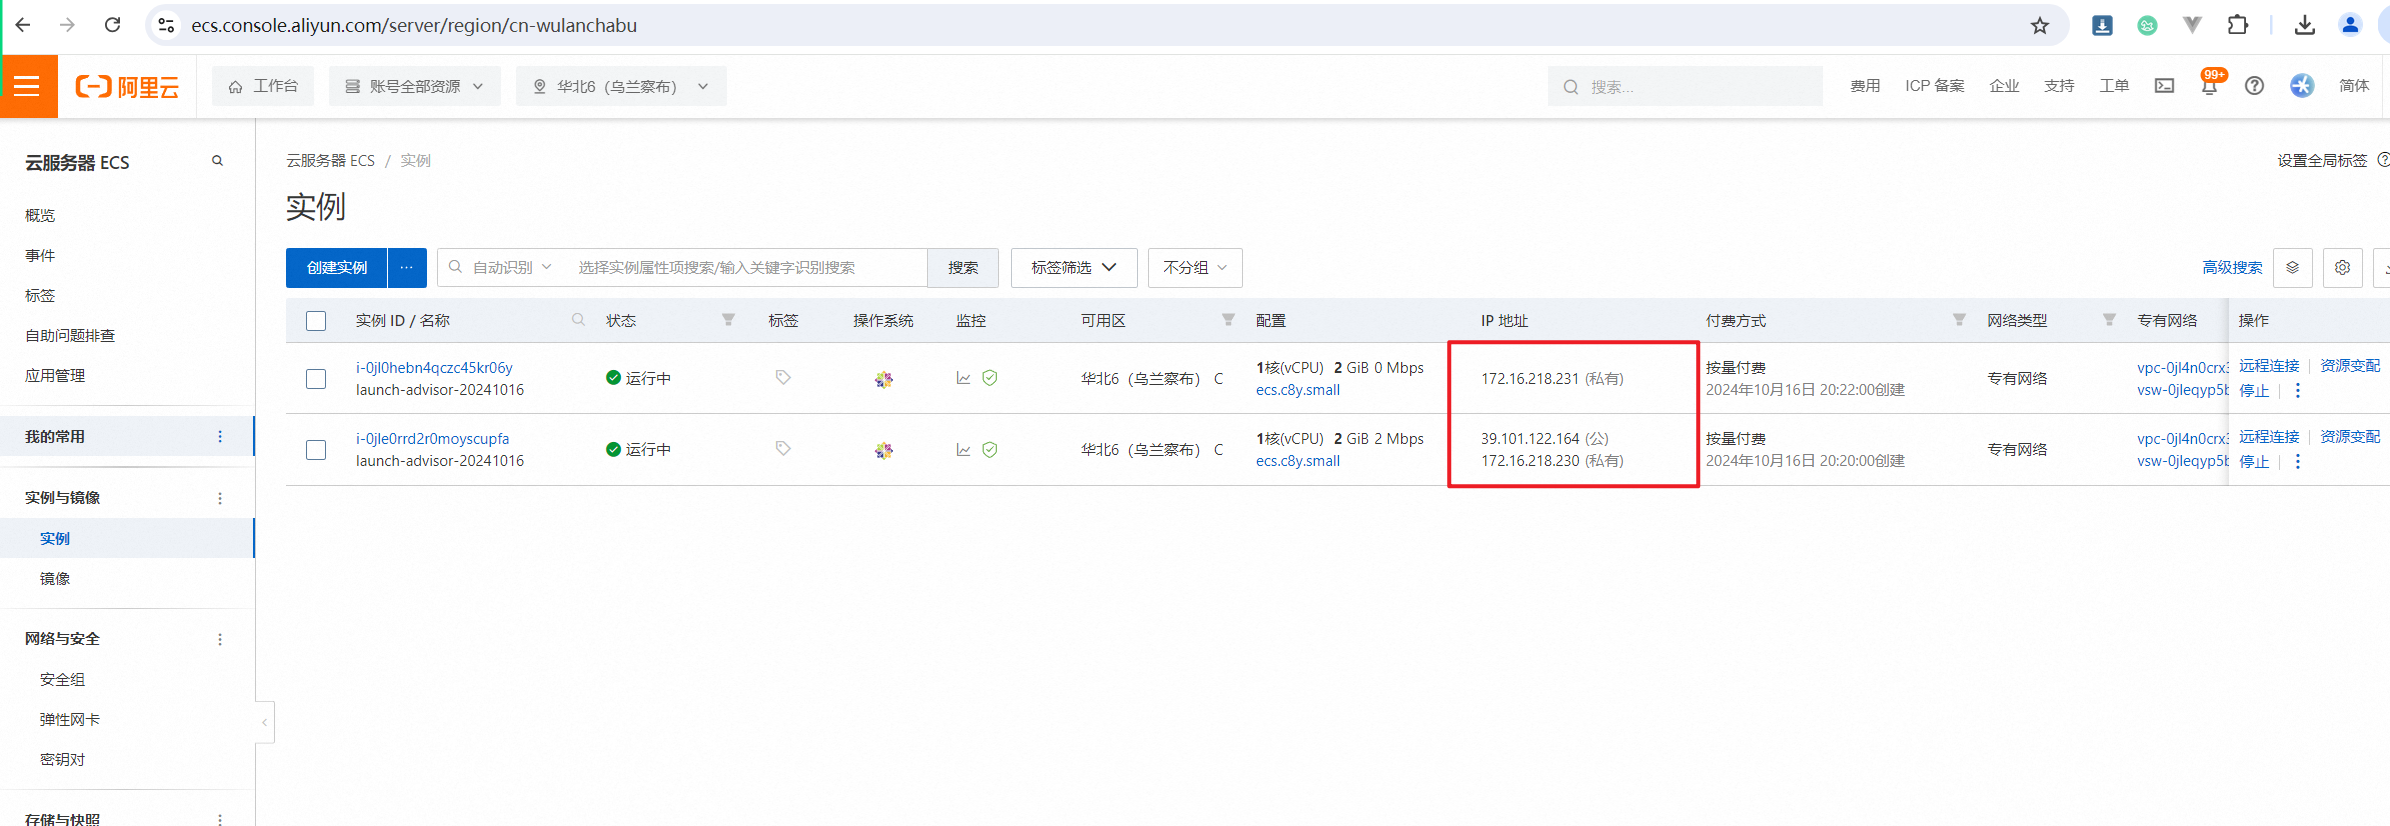 ecs.console.aliyun.com/server/region/cn-wulanchabu
阿里云
工作台
账号全部资源
华北6（乌兰察布）
搜索...
费用
ICP 备案
企业
支持
工单
99+
简体
云服务器 ECS
概览
事件
标签
自助问题排查
应用管理
我的常用
实例与镜像
实例
镜像
网络与安全
安全组
弹性网卡
密钥对
存储与快照
云服务器 ECS / 实例
设置全局标签
实例
创建实例
...
自动识别
选择实例属性项搜索/输入关键字识别搜索
搜索
标签筛选
不分组
高级搜索
实例 ID / 名称 状态 标签 操作系统 监控 可用区 配置 IP 地址 付费方式 网络类型 专有网络 操作
i-0jl0hebn4qczc45kr06y
launch-advisor-20241016
运行中
华北6（乌兰察布） C
1核(vCPU) 2 GiB 0 Mbps
ecs.c8y.small
172.16.218.231 (私有)
按量付费
2024年10月16日 20:22:00创建
专有网络
vpc-0jl4n0crx3
vsw-0jleqyp5b
远程连接 资源变配
停止
i-0jle0rrd2r0moyscupfa
launch-advisor-20241016
运行中
华北6（乌兰察布） C
1核(vCPU) 2 GiB 2 Mbps
ecs.c8y.small
39.101.122.164 (公)
172.16.218.230 (私有)
按量付费
2024年10月16日 20:20:00创建
专有网络
vpc-0jl4n0crx3
vsw-0jleqyp5b
远程连接 资源变配
停止